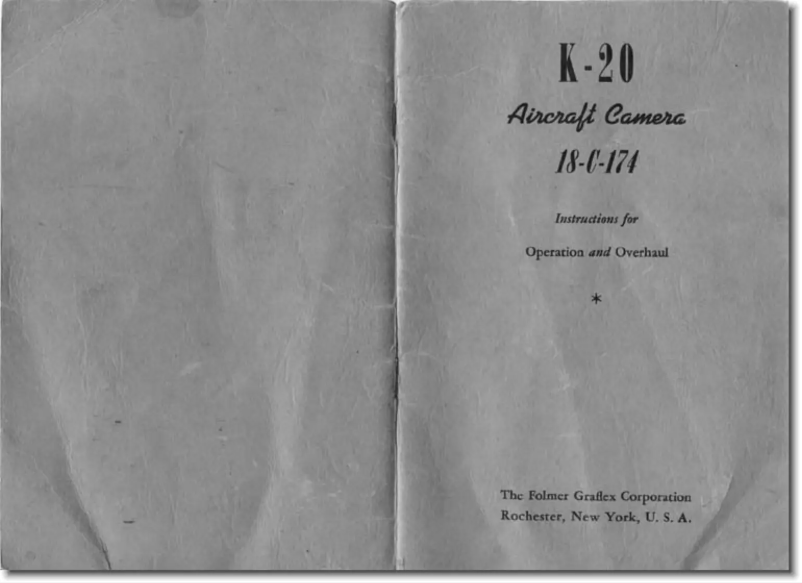 K-20
Aircraft Camera
18-C-174
Instructions for
Operation and Overhaul
*
The Folmer Graflex Corporation
Rochester, New York, U. S. A.